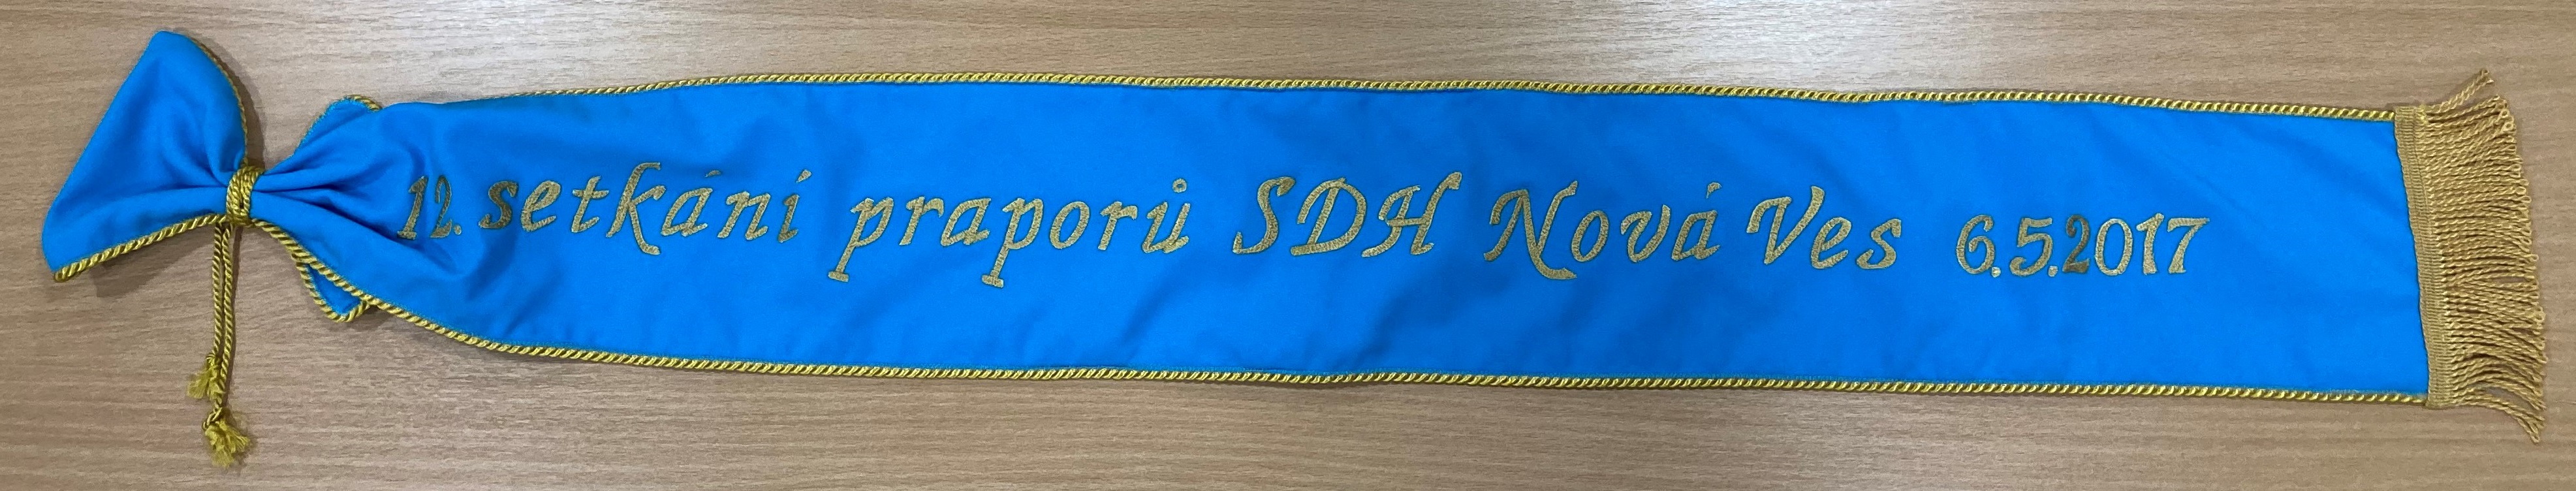 12. setkání praporů SDH Nová Ves 6.5.2017